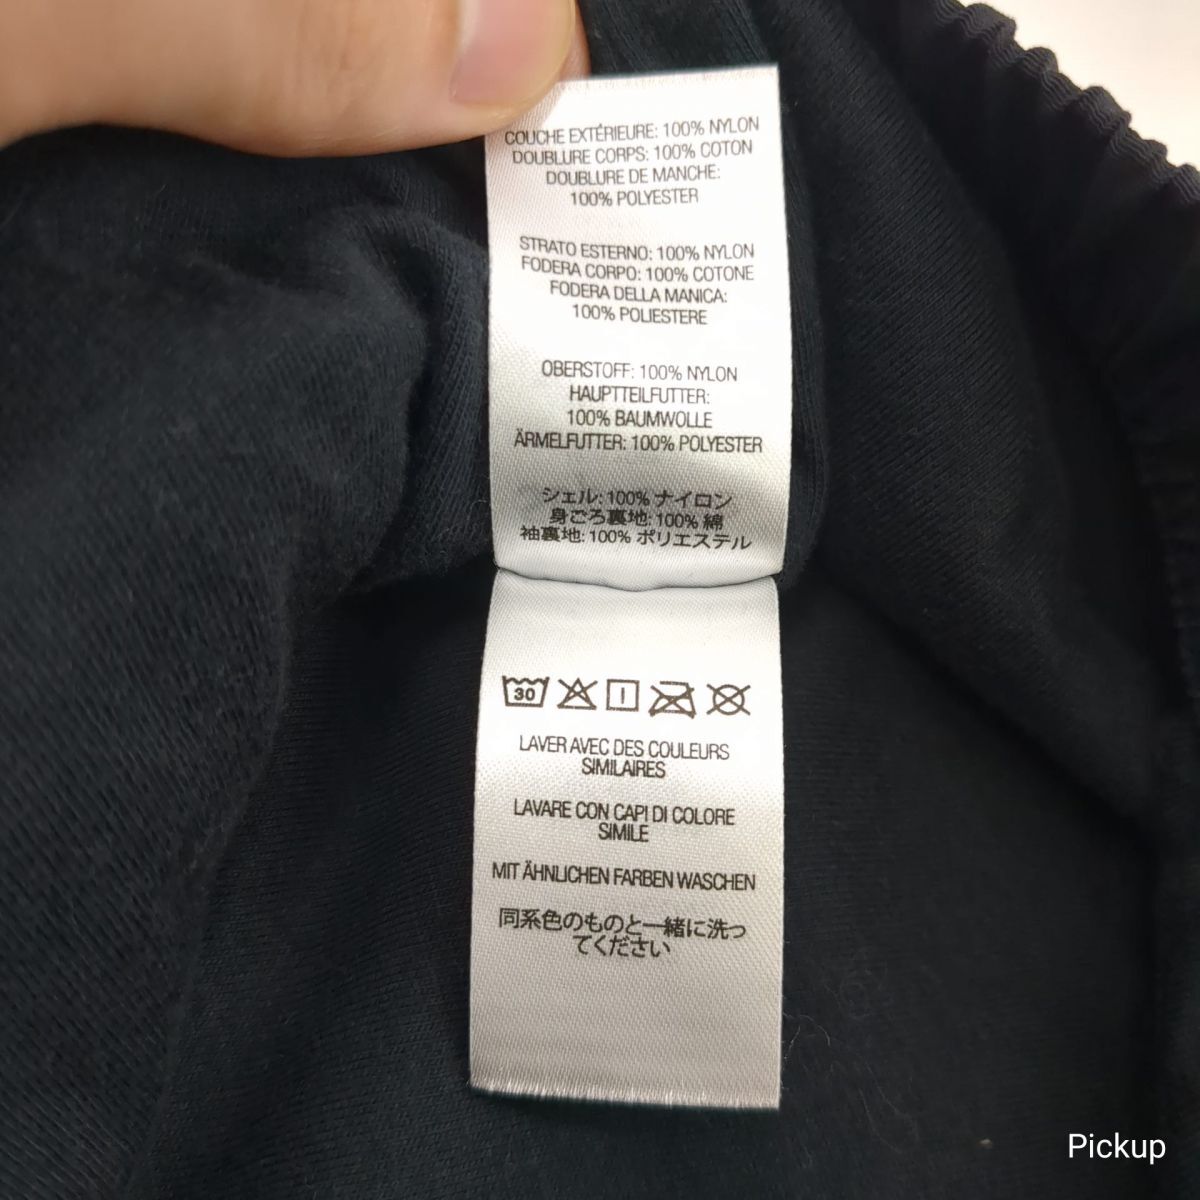 COUCHE EXTÉRIEURE: 100% NYLON
DOUBLURE CORPS: 100% COTON
DOUBLURE DE MANCHE:
100% POLYESTER
STRATO ESTERNO: 100% NYLON
FODERA CORPO: 100% COTONE
FODERA DELLA MANICA:
100% POLIESTERE
OBERSTOFF: 100% NYLON
HAUPTTEILFUTTER:
100% BAUMWOLLE
ÄRMELFUTTER: 100% POLYESTER
シェル: 100% ナイロン
身ごろ裏地: 100% 綿
袖裏地: 100% ポリエステル
30
LAVER AVEC DES COULEURS
SIMILAIRES
LAVARE CON CAPI DI COLORE
SIMILE
MIT ÄHNLICHEN FARBEN WASCHEN
同系色のものと一緒に洗っ
てください
Pickup